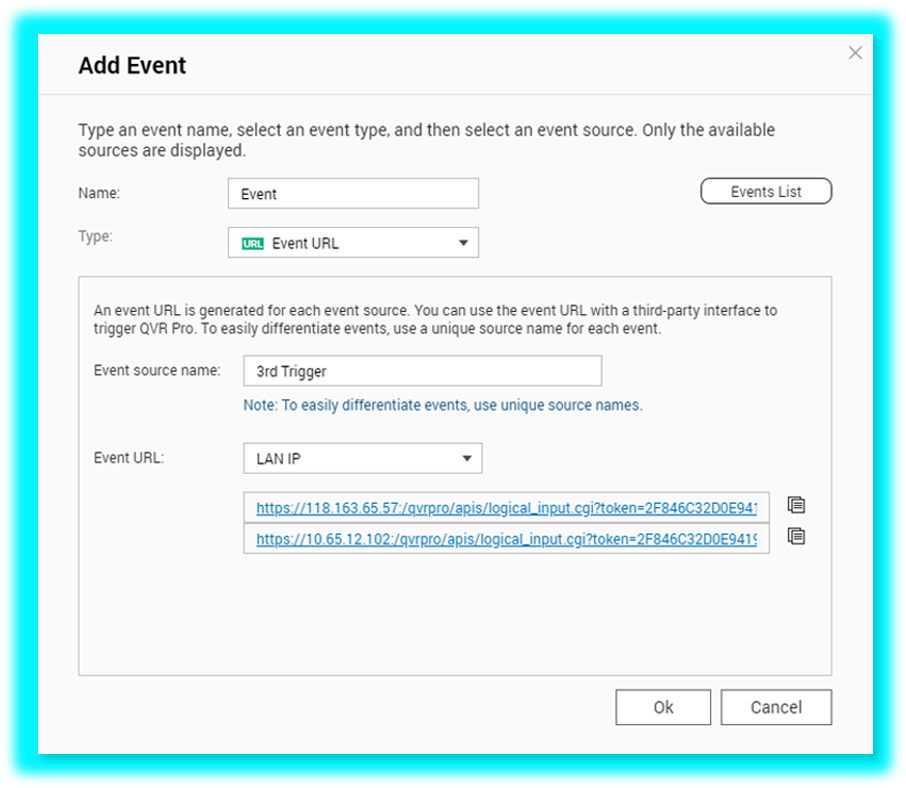 Add Event
Type an event name, select an event type, and then select an event source. Only the available
sources are displayed.
Name:
Event
Events List
Type:
URL Event URL
An event URL is generated for each event source. You can use the event URL with a third-party interface to
trigger QVR Pro. To easily differentiate events, use a unique source name for each event.
Event source name:
3rd Trigger
Note: To easily differentiate events, use unique source names.
Event URL:
LAN IP
https://118.163.65.57:/qvrpro/apis/logical_input.cgi?token=2F846C32D0E941
https://10.65.12.102:/qvrpro/apis/logical_input.cgi?token=2F846C32D0E9419
Ok
Cancel